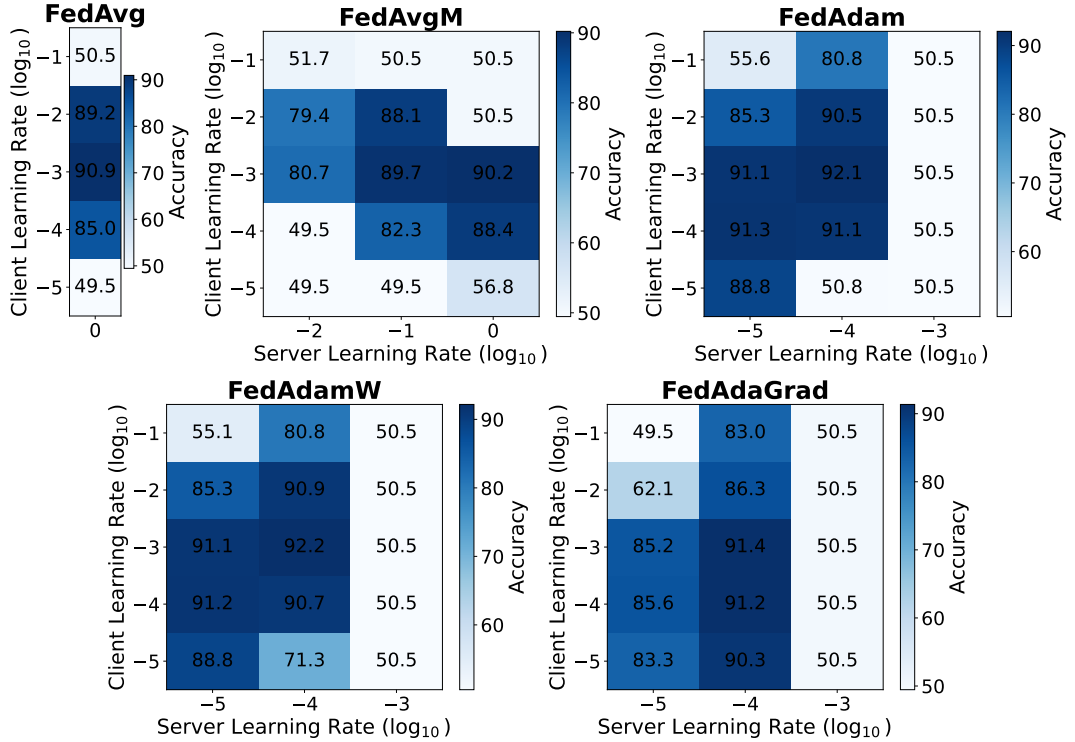 FedAvg
Client Learning Rate (log10)
−1
−2
−3
−4
−5
50.5
89.2
90.9
85.0
49.5
0
90
80
70
60
50
Accuracy
FedAvgM
Client Learning Rate (log10)
−1 51.7 50.5 50.5
−2 79.4 88.1 50.5
−3 80.7 89.7 90.2
−4 49.5 82.3 88.4
−5 49.5 49.5 56.8
−2 −1 0
Server Learning Rate (log10)
90
80
70
60
50
Accuracy
FedAdam
Client Learning Rate (log10)
−1 55.6 80.8 50.5
−2 85.3 90.5 50.5
−3 91.1 92.1 50.5
−4 91.3 91.1 50.5
−5 88.8 50.8 50.5
−5 −4 −3
Server Learning Rate (log10)
90
80
70
60
Accuracy
FedAdamW
Client Learning Rate (log10)
−1 55.1 80.8 50.5
−2 85.3 90.9 50.5
−3 91.1 92.2 50.5
−4 91.2 90.7 50.5
−5 88.8 71.3 50.5
−5 −4 −3
Server Learning Rate (log10)
90
80
70
60
Accuracy
FedAdaGrad
Client Learning Rate (log10)
−1 49.5 83.0 50.5
−2 62.1 86.3 50.5
−3 85.2 91.4 50.5
−4 85.6 91.2 50.5
−5 83.3 90.3 50.5
−5 −4 −3
Server Learning Rate (log10)
90
80
70
60
50
Accuracy